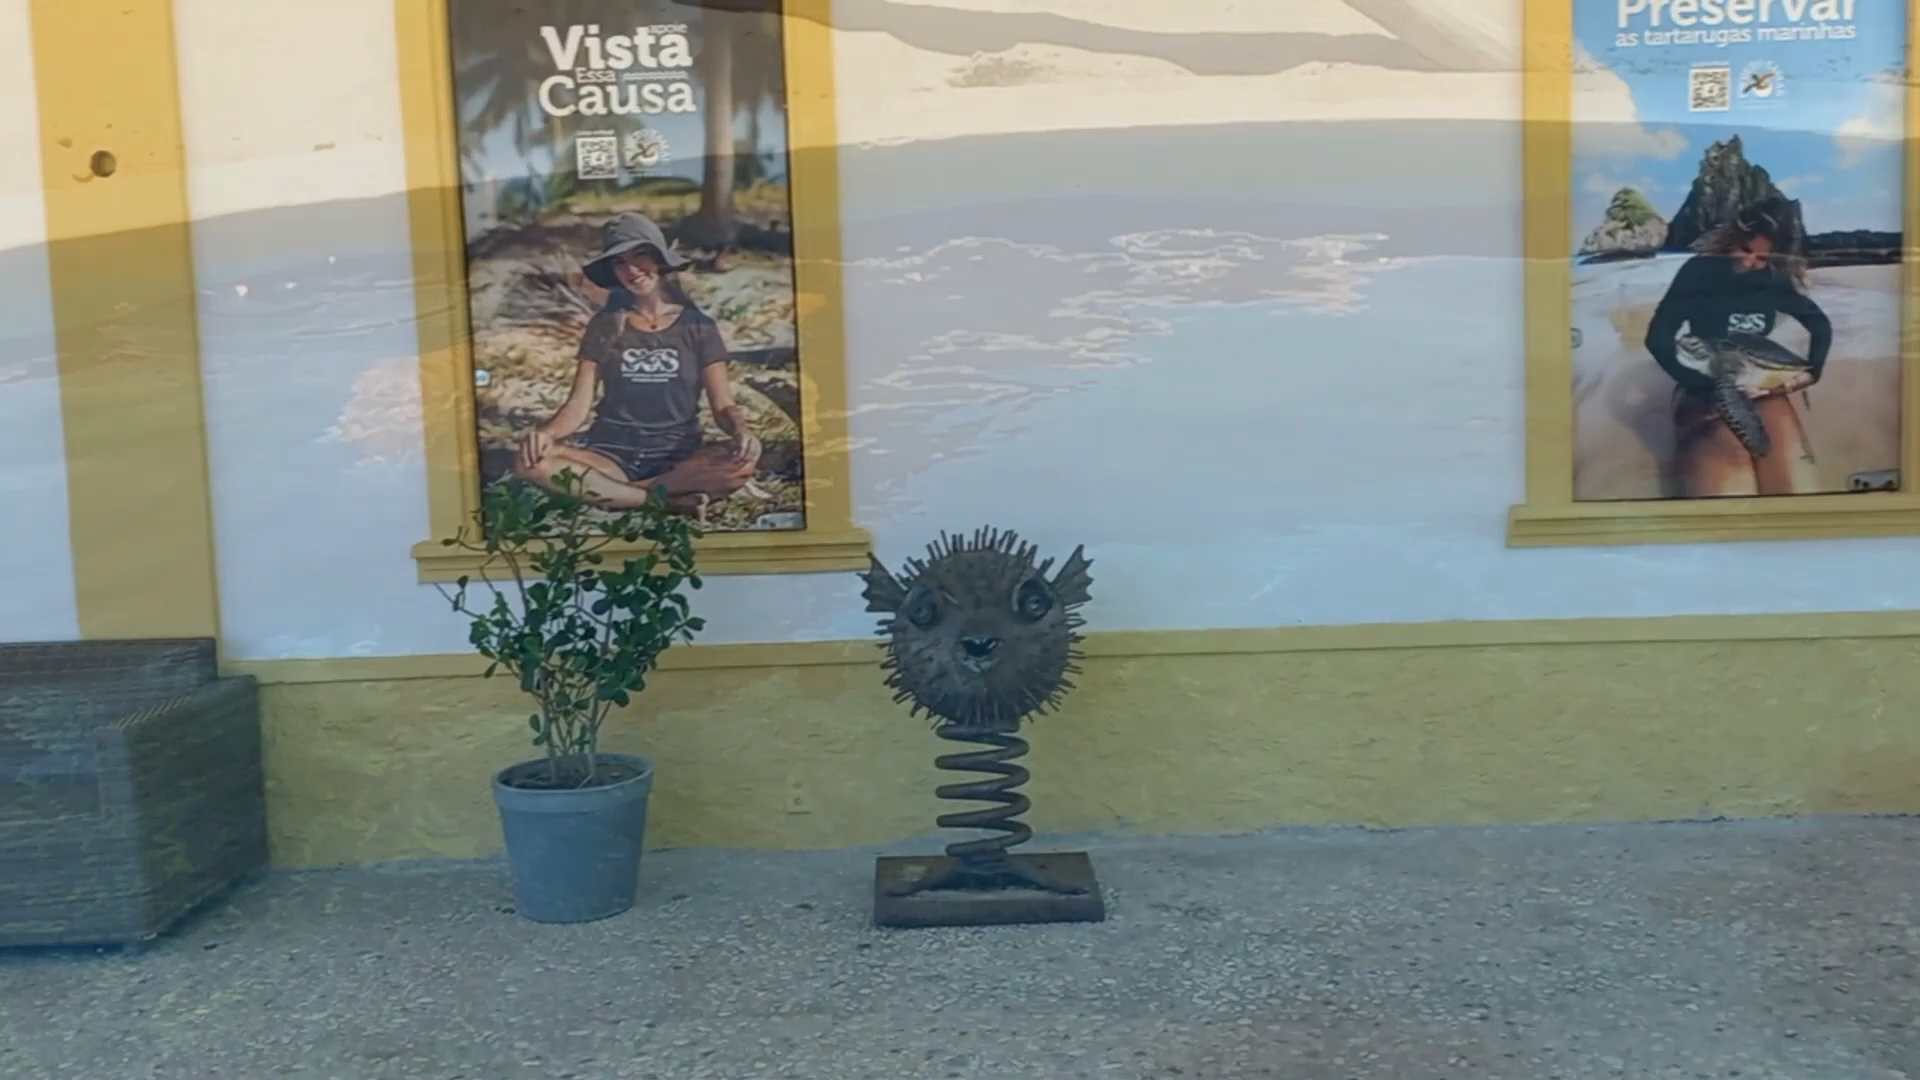 apoie
Vista
Essa
Causa
SOS
Preservar
as tartarugas marinhas
SOS